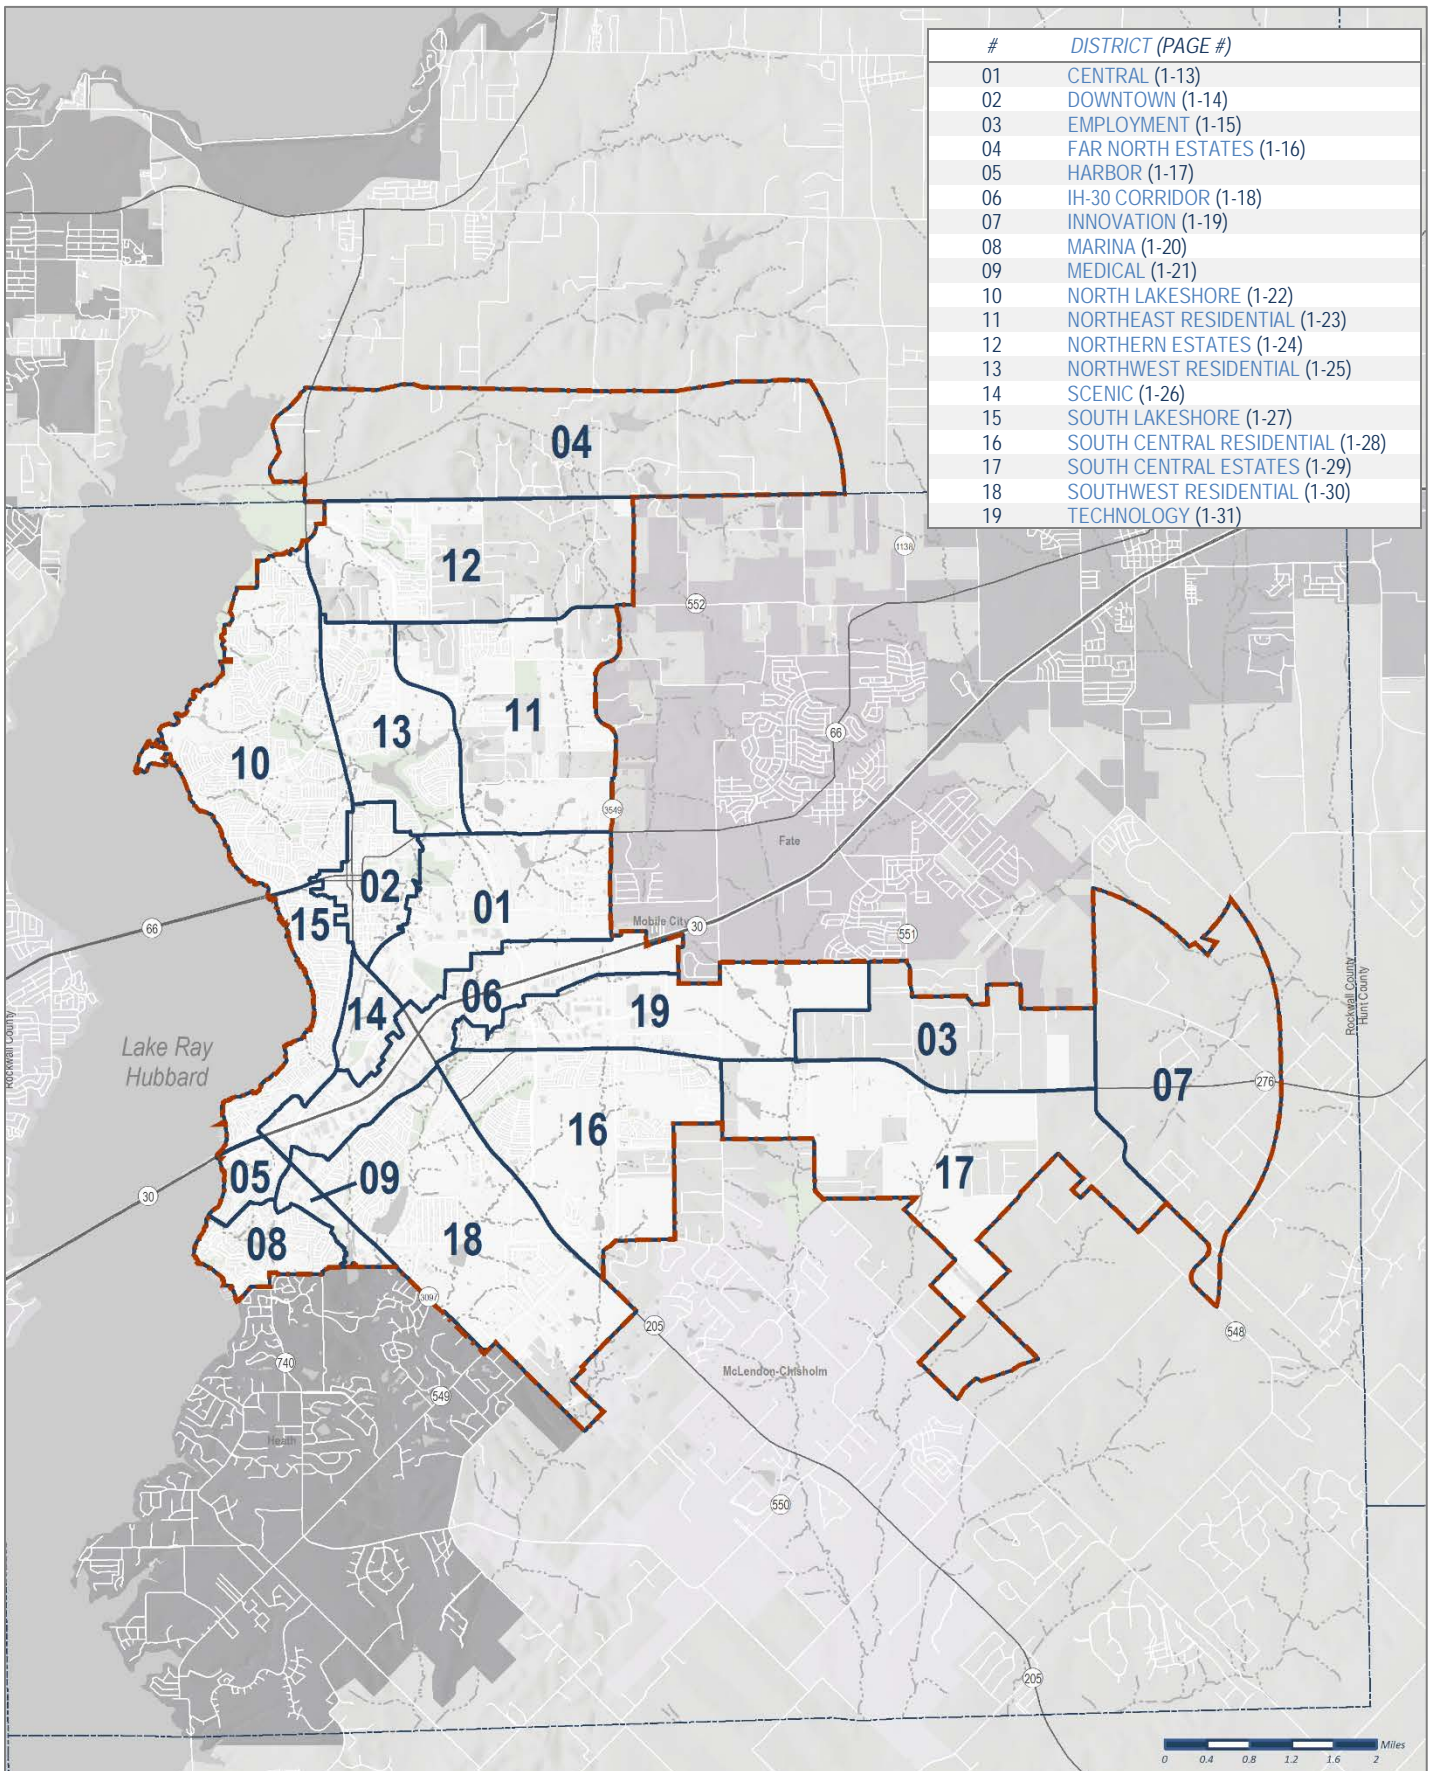 # DISTRICT (PAGE #)
01 CENTRAL (1-13)
02 DOWNTOWN (1-14)
03 EMPLOYMENT (1-15)
04 FAR NORTH ESTATES (1-16)
05 HARBOR (1-17)
06 IH-30 CORRIDOR (1-18)
07 INNOVATION (1-19)
08 MARINA (1-20)
09 MEDICAL (1-21)
10 NORTH LAKESHORE (1-22)
11 NORTHEAST RESIDENTIAL (1-23)
12 NORTHERN ESTATES (1-24)
13 NORTHWEST RESIDENTIAL (1-25)
14 SCENIC (1-26)
15 SOUTH LAKESHORE (1-27)
16 SOUTH CENTRAL RESIDENTIAL (1-28)
17 SOUTH CENTRAL ESTATES (1-29)
18 SOUTHWEST RESIDENTIAL (1-30)
19 TECHNOLOGY (1-31)
04
1138
12
552
11
13
66
10
3549
Fate
02
01
15
Mobile City
30
551
66
06
14
19
03
Rockwall County
Hunt County
Rockwall County
Lake Ray
Hubbard
07
276
16
05
09
17
30
08
18
3097
205
548
740
McLendon-Chisholm
549
Heath
550
205
Miles
0 0.4 0.8 1.2 1.6 2